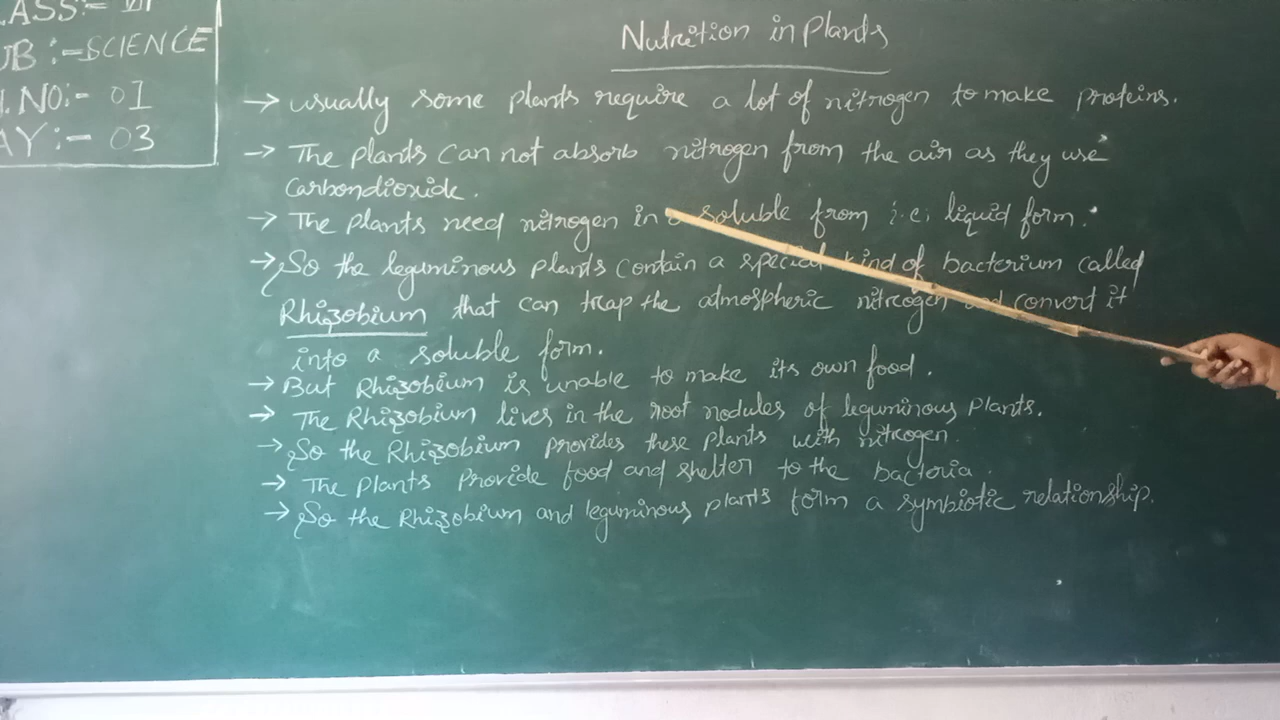 ASS:-
UB :- SCIENCE
NO:- 01
AY :- 03
Nutrition in Plants
→ usually some plants require a lot of nitrogen to make proteins.
→ The plants can not absorb nitrogen from the air as they use
carbondioxide.
→ The plants need nitrogen in a soluble from i.e; liquid form.
→ So the leguminous plants contain a special kind of bacterium called
Rhizobium that can trap the atmospheric nitrogen and convert it
into a soluble form.
→ But Rhizobium is unable to make its own food.
→ The Rhizobium lives in the root nodules of leguminous plants.
→ So the Rhizobium provides these plants with nitrogen.
→ The plants provide food and shelter to the bacteria.
→ So the Rhizobium and leguminous plants form a symbiotic relationship.